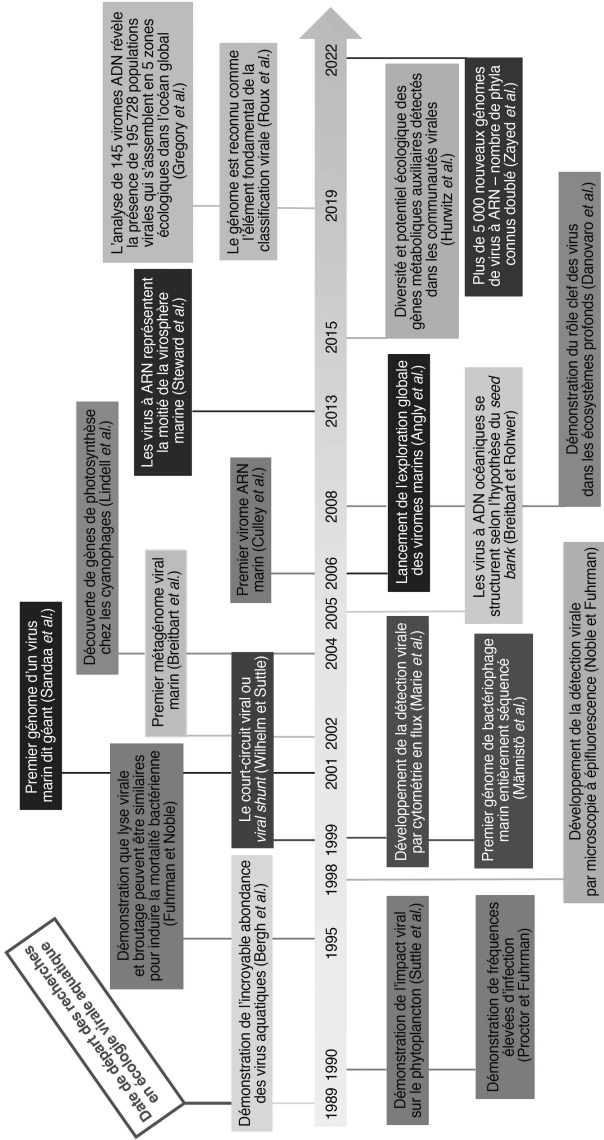 Date de départ des recherches
en écologie virale aquatique
Démonstration de l'incroyable abondance
des virus aquatiques (Bergh et al.)
Démonstration que lyse virale
et broutage peuvent être similaires
pour induire la mortalité bactérienne
(Fuhrman et Noble)
Le court-circuit viral ou
viral shunt (Wilhelm et Suttle)
Premier génome d'un virus
marin dit géant (Sandaa et al.)
Premier métagénome viral
marin (Breitbart et al.)
Découverte de gènes de photosynthèse
chez les cyanophages (Lindell et al.)
Premier virome ARN
marin (Culley et al.)
Les virus à ARN représentent
la moitié de la virosphère
marine (Steward et al.)
L'analyse de 145 viromes ADN révèle
la présence de 195 728 populations
virales qui s'assemblent en 5 zones
écologiques dans l'océan global
(Gregory et al.)
Le génome est reconnu comme
l'élément fondamental de la
classification virale (Roux et al.)
1989 1990 1995 1998 1999 2001 2002 2004 2005 2006 2008 2013 2015 2019 2022
Démonstration de l'impact viral
sur le phytoplancton (Suttle et al.)
Démonstration de fréquences
élevées d'infection
(Proctor et Fuhrman)
Développement de la détection virale
par microscopie à épifluorescence (Noble et Fuhrman)
Développement de la détection virale
par cytométrie en flux (Marie et al.)
Premier génome de bactériophage
marin entièrement séquencé
(Männistö et al.)
Les virus à ADN océaniques se
structurent selon l'hypothèse du seed
bank (Breitbart et Rohwer)
Lancement de l'exploration globale
des viromes marins (Angly et al.)
Démonstration du rôle clef des virus
dans les écosystèmes profonds (Danovaro et al.)
Diversité et potentiel écologique des
gènes métaboliques auxiliaires détectés
dans les communautés virales
(Hurwitz et al.)
Plus de 5 000 nouveaux génomes
de virus à ARN – nombre de phyla
connus doublé (Zayed et al.)